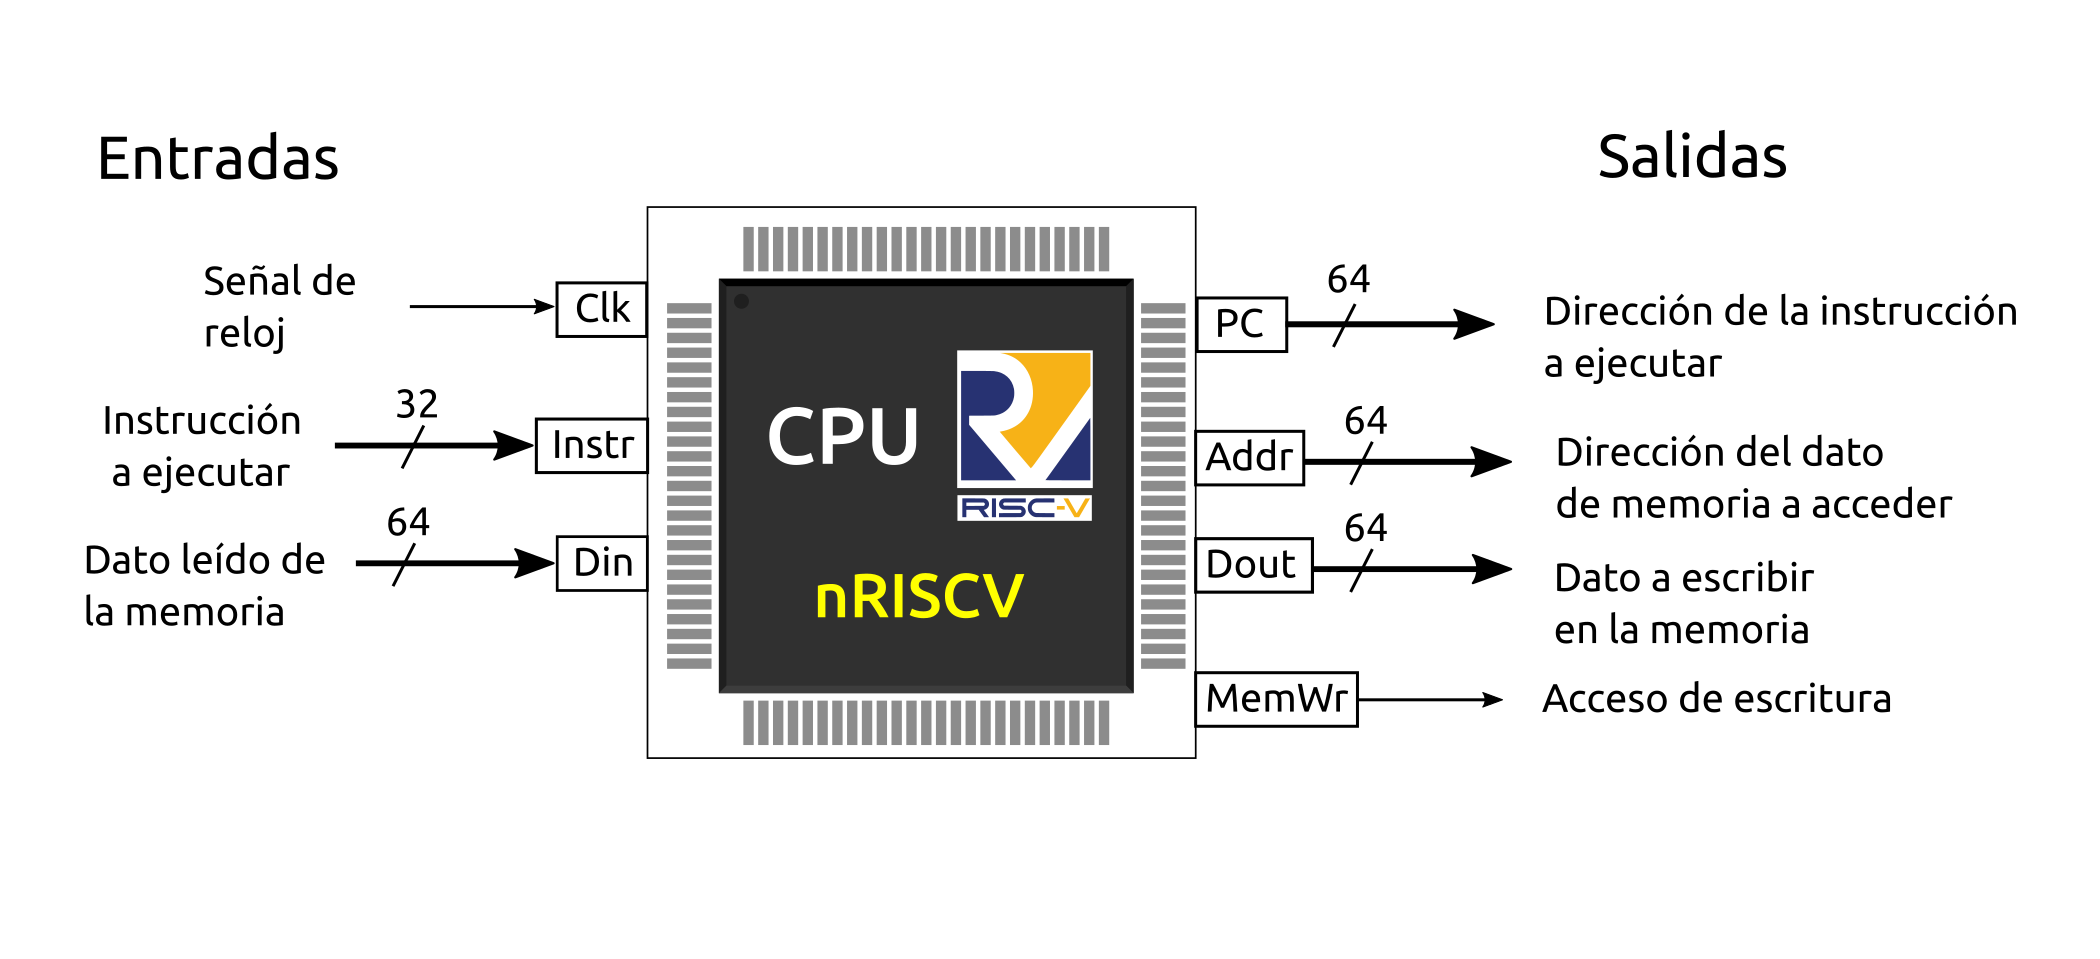 Entradas
Salidas
Señal de
reloj
Clk
32
Instrucción
a ejecutar
Instr
64
Dato leído de
la memoria
Din
CPU
RISC-V
nRISCV
64
PC
Dirección de la instrucción
a ejecutar
64
Addr
Dirección del dato
de memoria a acceder
64
Dout
Dato a escribir
en la memoria
MemWr
Acceso de escritura